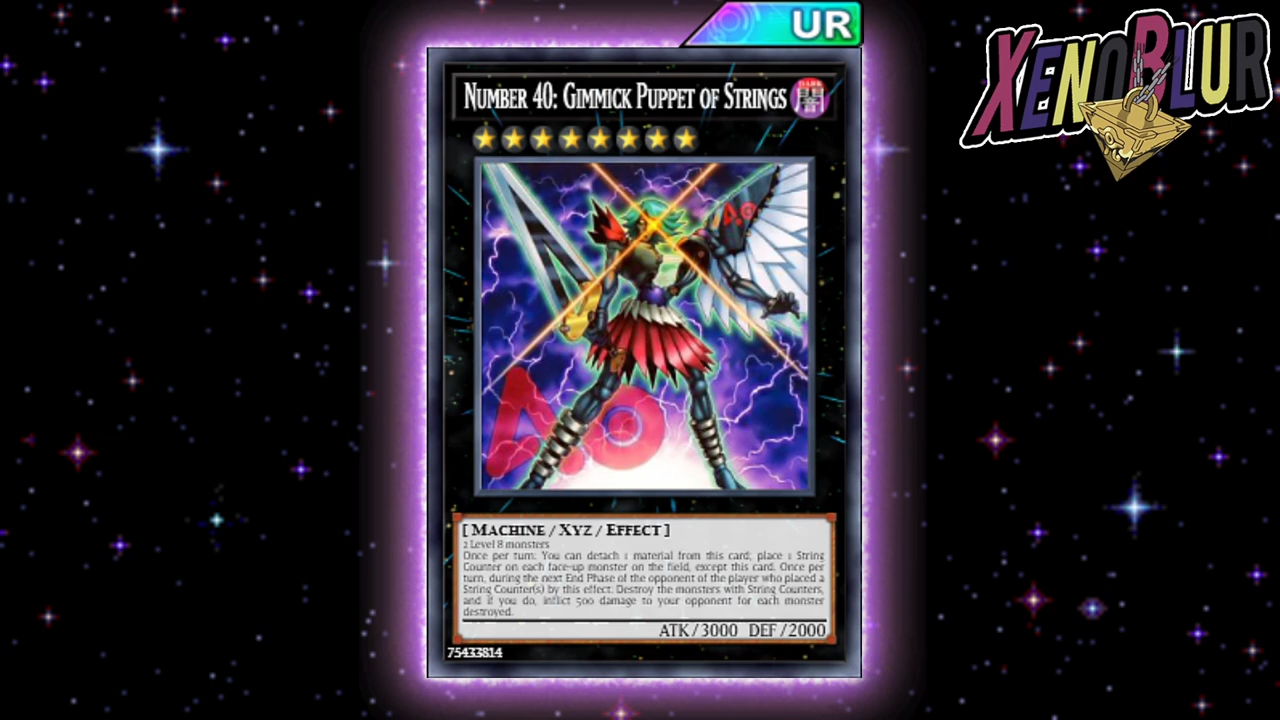 UR
XENOBLUR
NUMBER 40: GIMMICK PUPPET OF STRINGS
DARK
闇
40
40
[ MACHINE / XYZ / EFFECT ]
2 Level 8 monsters
Once per turn: You can detach 1 material from this card; place 1 String
Counter on each face-up monster on the field, except this card. Once per
turn, during the next End Phase of the opponent of the player who placed a
String Counter(s) by this effect: Destroy the monsters with String Counters,
and if you do, inflict 500 damage to your opponent for each monster
destroyed.
ATK/3000 DEF/2000
75433814